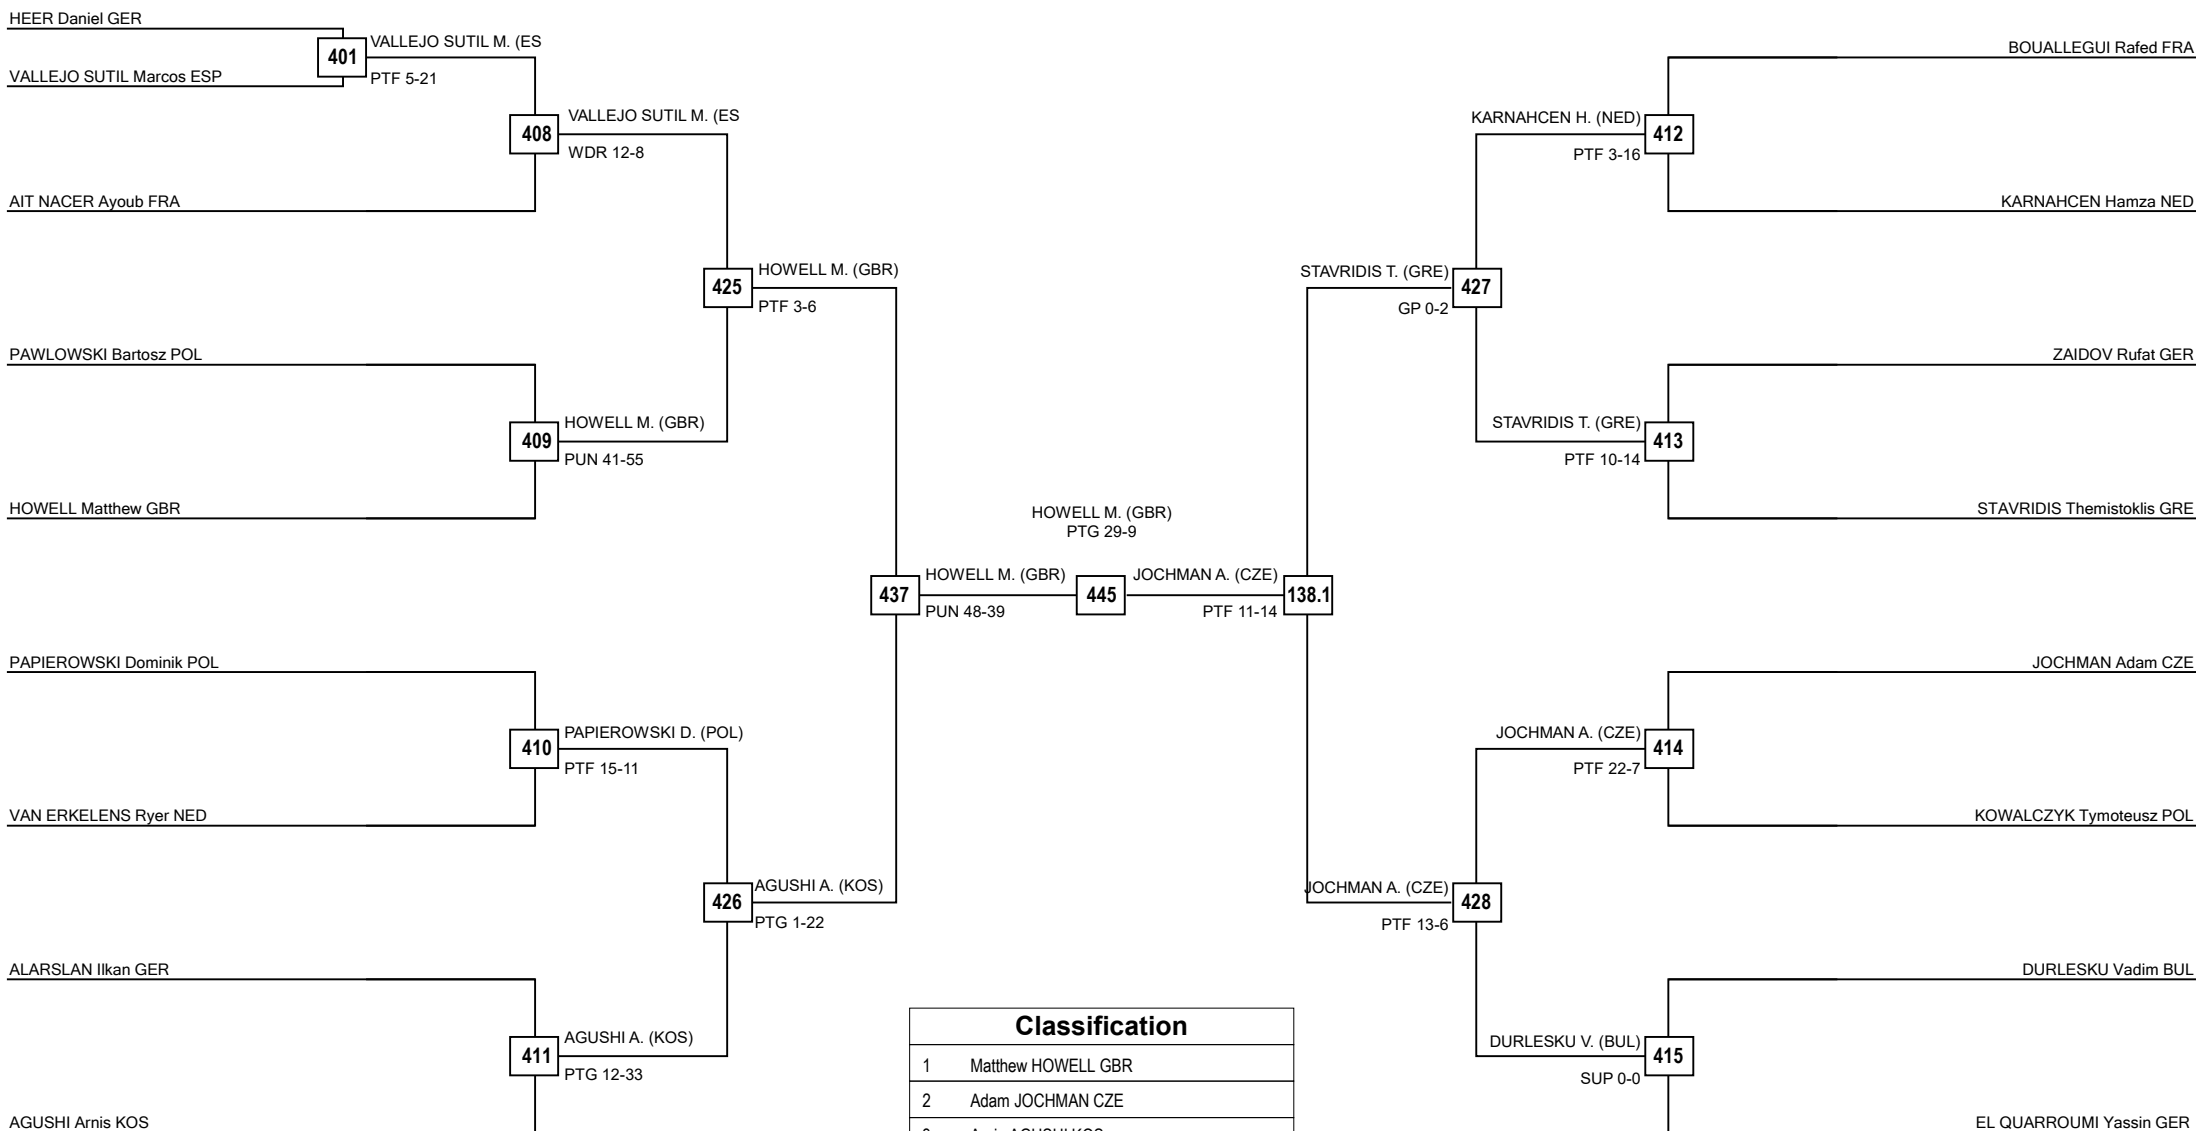 HEER Daniel GER
401
VALLEJO SUTIL M. (ES
VALLEJO SUTIL Marcos ESP
PTF 5-21
408
VALLEJO SUTIL M. (ES
WDR 12-8
AIT NACER Ayoub FRA
425
HOWELL M. (GBR)
PTF 3-6
PAWLOWSKI Bartosz POL
409
HOWELL M. (GBR)
PUN 41-55
HOWELL Matthew GBR
437
HOWELL M. (GBR)
PUN 48-39
PAPIEROWSKI Dominik POL
410
PAPIEROWSKI D. (POL)
PTF 15-11
VAN ERKELENS Ryer NED
426
AGUSHI A. (KOS)
PTG 1-22
ALARSLAN Ilkan GER
411
AGUSHI A. (KOS)
PTG 12-33
AGUSHI Arnis KOS
HOWELL M. (GBR)
PTG 29-9
445
JOCHMAN A. (CZE)
PTF 11-14
138.1
BOUALLEGUI Rafed FRA
KARNAHCEN H. (NED)
412
PTF 3-16
KARNAHCEN Hamza NED
STAVRIDIS T. (GRE)
427
GP 0-2
ZAIDOV Rufat GER
STAVRIDIS T. (GRE)
413
PTF 10-14
STAVRIDIS Themistoklis GRE
JOCHMAN Adam CZE
JOCHMAN A. (CZE)
414
PTF 22-7
KOWALCZYK Tymoteusz POL
JOCHMAN A. (CZE)
428
PTF 13-6
DURLESKU Vadim BUL
DURLESKU V. (BUL)
415
SUP 0-0
EL QUARROUMI Yassin GER
Classification
1 Matthew HOWELL GBR
2 Adam JOCHMAN CZE